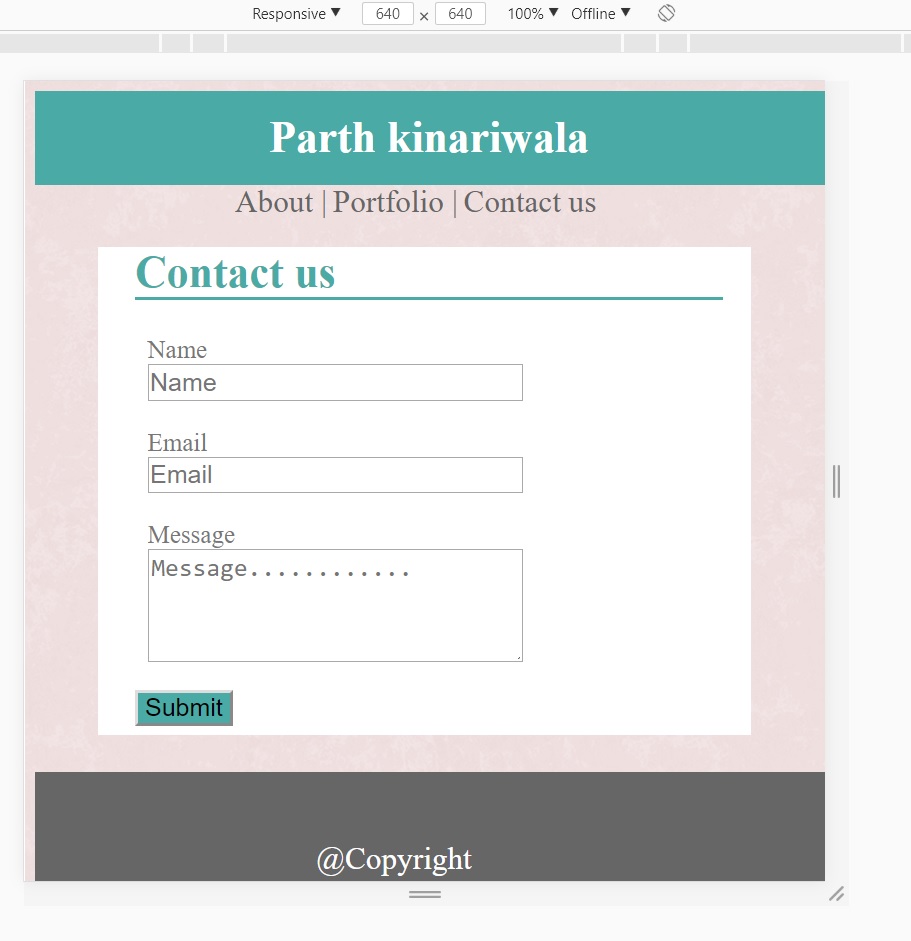 Responsive ▼ 640 × 640 100% ▼ Offline ▼
Parth kinariwala
About | Portfolio | Contact us
Contact us
Name
Name
Email
Email
Message
Message............
Submit
@Copyright